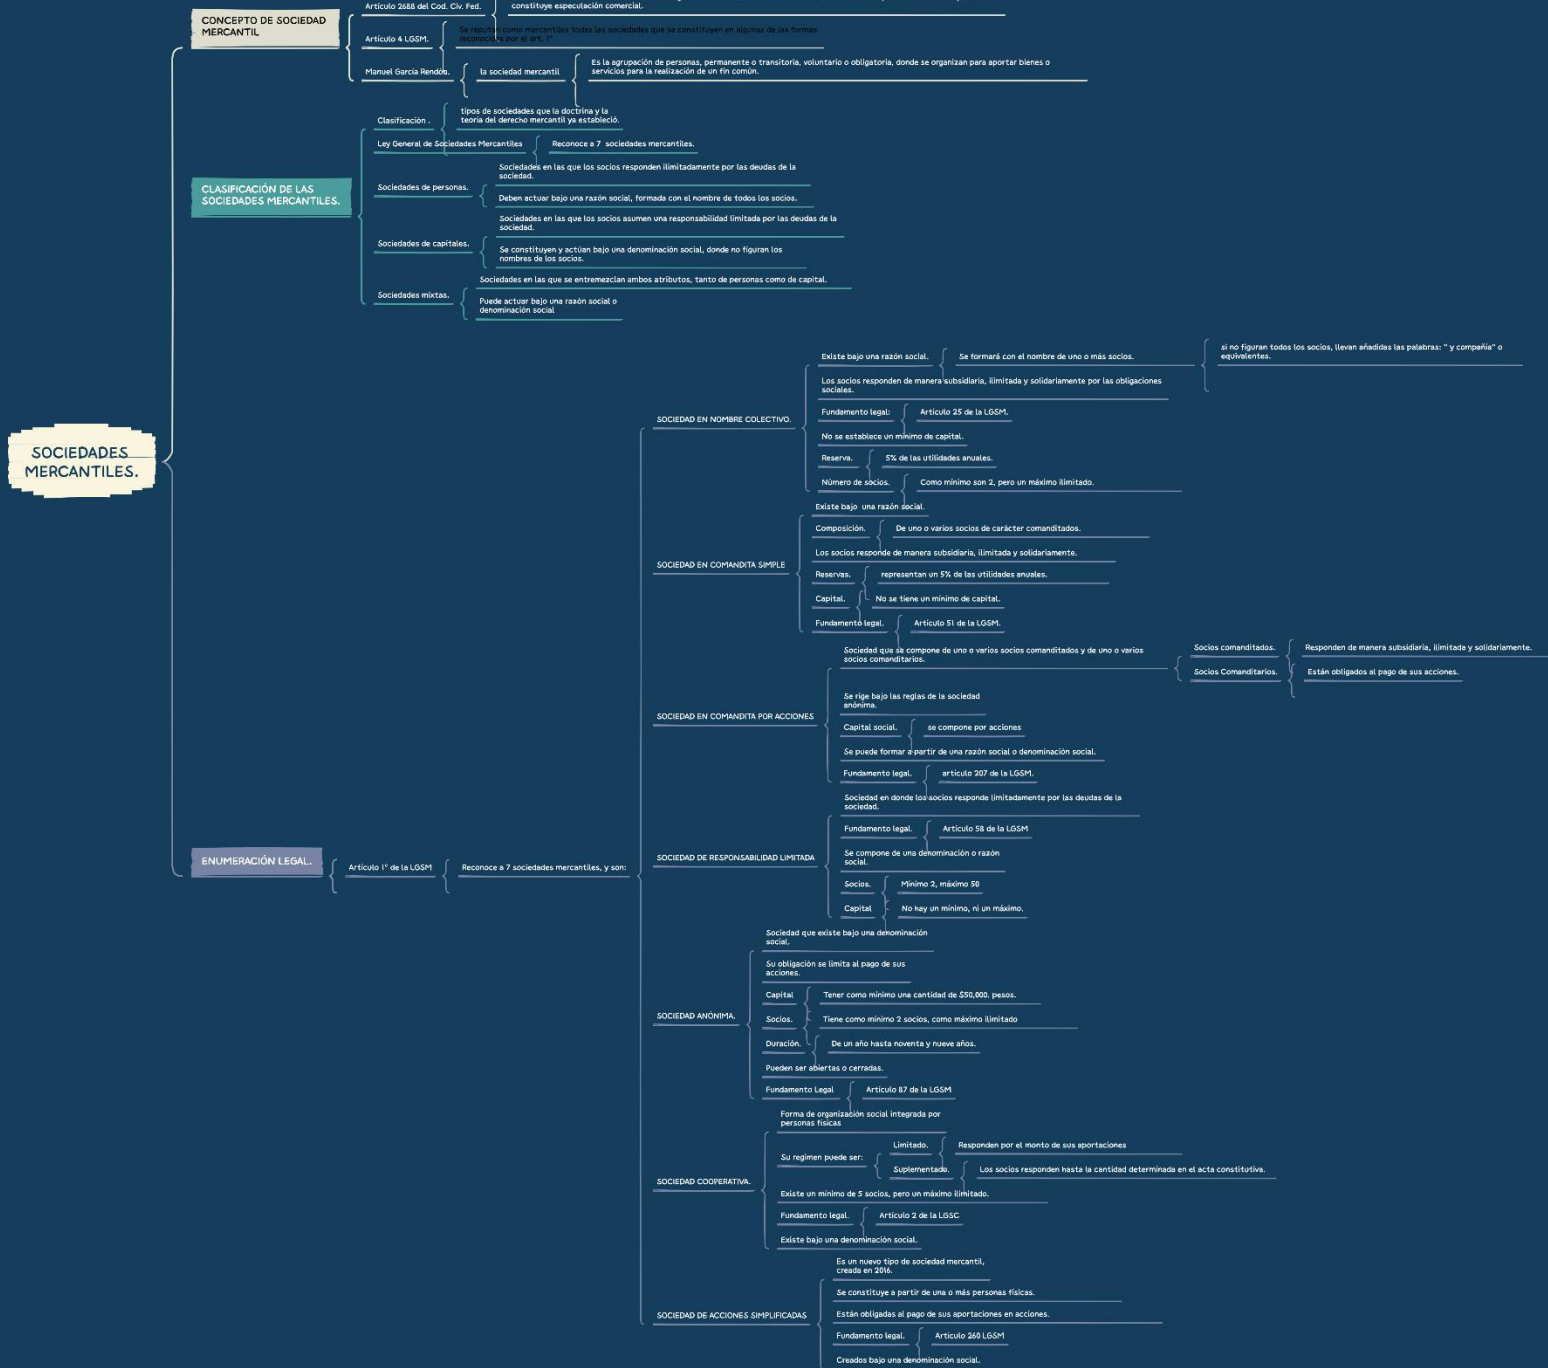 CONCEPTO DE SOCIEDAD
MERCANTIL
Artículo 2688 del Cod. Civ. Fed.
constituye especulación comercial.
Artículo 4 LGSM.
Se reputan como mercantiles todas las sociedades que se constituyen en algunas de las formas
reconocidas por el art. 1°
Manuel García Rendón.
la sociedad mercantil
Es la agrupación de personas, permanente o transitoria, voluntario o obligatoria, donde se organizan para aportar bienes o
servicios para la realización de un fin común.
CLASIFICACIÓN DE LAS
SOCIEDADES MERCANTILES.
Clasificación .
tipos de sociedades que la doctrina y la
teoría del derecho mercantil ya estableció.
Ley General de Sociedades Mercantiles
Reconoce a 7 sociedades mercantiles.
Sociedades de personas.
Sociedades en las que los socios responden ilimitadamente por las deudas de la
sociedad.
Deben actuar bajo una razón social, formada con el nombre de todos los socios.
Sociedades de capitales.
Sociedades en las que los socios asumen una responsabilidad limitada por las deudas de la
sociedad.
Se constituyen y actúan bajo una denominación social, donde no figuran los
nombres de los socios.
Sociedades mixtas.
Sociedades en las que se entremezclan ambos atributos, tanto de personas como de capital.
Puede actuar bajo una razón social o
denominación social
SOCIEDADES
MERCANTILES.
ENUMERACIÓN LEGAL.
Artículo 1° de la LGSM
Reconoce a 7 sociedades mercantiles, y son:
SOCIEDAD EN NOMBRE COLECTIVO.
Existe bajo una razón social.
Se formará con el nombre de uno o más socios.
si no figuran todos los socios, llevan añadidas las palabras: " y compañía" o
equivalentes.
Los socios responden de manera subsidiaria, ilimitada y solidariamente por las obligaciones
sociales.
Fundamento legal:
Artículo 25 de la LGSM.
No se establece un mínimo de capital.
Reserva.
5% de las utilidades anuales.
Número de socios.
Como mínimo son 2, pero un máximo ilimitado.
SOCIEDAD EN COMANDITA SIMPLE
Existe bajo una razón social.
Composición.
De uno o varios socios de carácter comanditados.
Los socios responde de manera subsidiaria, ilimitada y solidariamente.
Reservas.
representan un 5% de las utilidades anuales.
Capital.
No se tiene un mínimo de capital.
Fundamento legal.
Artículo 51 de la LGSM.
SOCIEDAD EN COMANDITA POR ACCIONES
Sociedad que se compone de uno o varios socios comanditados y de uno o varios
socios comanditarios.
Socios comanditados.
Responden de manera subsidiaria, ilimitada y solidariamente.
Socios Comanditarios.
Están obligados al pago de sus acciones.
Se rige bajo las reglas de la sociedad
anónima.
Capital social.
se compone por acciones
Se puede formar a partir de una razón social o denominación social.
Fundamento legal.
artículo 207 de la LGSM.
SOCIEDAD DE RESPONSABILIDAD LIMITADA
Sociedad en donde los socios responde limitadamente por las deudas de la
sociedad.
Fundamento legal.
Artículo 58 de la LGSM
Se compone de una denominación o razón
social.
Socios.
Mínimo 2, máximo 50
Capital
No hay un mínimo, ni un máximo.
SOCIEDAD ANÓNIMA.
Sociedad que existe bajo una denominación
social.
Su obligación se limita al pago de sus
acciones.
Capital
Tener como mínimo una cantidad de $50,000. pesos.
Socios.
Tiene como mínimo 2 socios, como máximo ilimitado
Duración.
De un año hasta noventa y nueve años.
Pueden ser abiertas o cerradas.
Fundamento Legal
Artículo 87 de la LGSM
SOCIEDAD COOPERATIVA.
Forma de organización social integrada por
personas físicas
Su regimen puede ser:
Limitado.
Responden por el monto de sus aportaciones
Suplementado.
Los socios responden hasta la cantidad determinada en el acta constitutiva.
Existe un mínimo de 5 socios, pero un máximo ilimitado.
Fundamento legal.
Artículo 2 de la LGSC
Existe bajo una denominación social.
SOCIEDAD DE ACCIONES SIMPLIFICADAS
Es un nuevo tipo de sociedad mercantil,
creada en 2016.
Se constituye a partir de una o más personas físicas.
Están obligadas al pago de sus aportaciones en acciones.
Fundamento legal.
Artículo 260 LGSM
Creados bajo una denominación social.